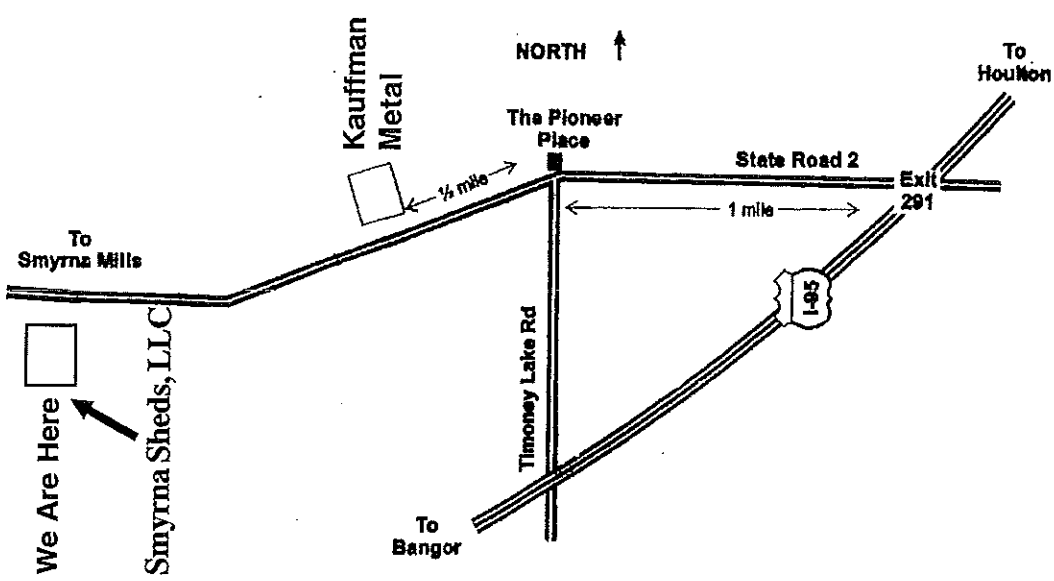 NORTH
To
Houlton
Kauffman
Metal
The Pioneer
Place
State Road 2
Exit
291
½ mile
1 mile
To
Smyrna Mills
I-95
Timoney Lake Rd
We Are Here
Smyrna Sheds, LLC
To
Bangor